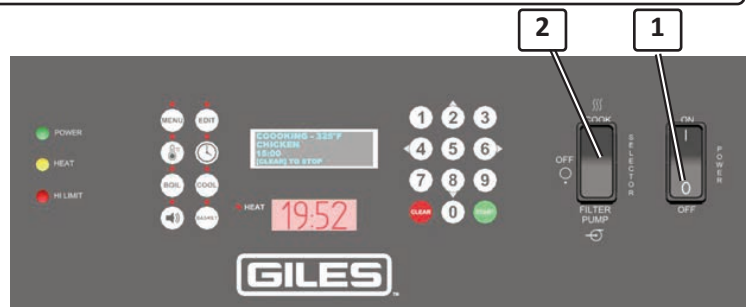 2
1
POWER
HEAT
HI LIMIT
MENU
EDIT
BOIL
COOL
BASKET
CGOOKING - 325°F
CHICKEN
15:00
[CLEAR] TO STOP
HEAT
19:52
1 2 3
4 5 6
7 8 9
CLEAR 0 START
COOK
OFF
SELECTOR
FILTER
PUMP
ON
I
0
OFF
POWER
GILES